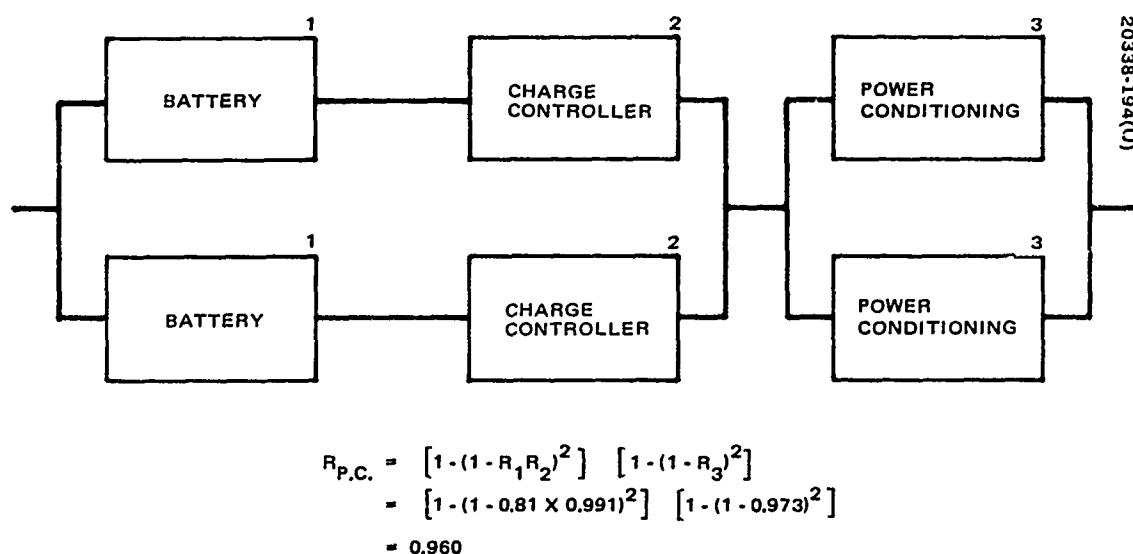 1
2
3
BATTERY
CHARGE
CONTROLLER
POWER
CONDITIONING
20338-194(U)
1
2
3
BATTERY
CHARGE
CONTROLLER
POWER
CONDITIONING
R_P.C. = [1 - (1 - R₁R₂)²] [1 - (1 - R₃)²]
= [1 - (1 - 0.81 X 0.991)²] [1 - (1 - 0.973)²]
= 0.960